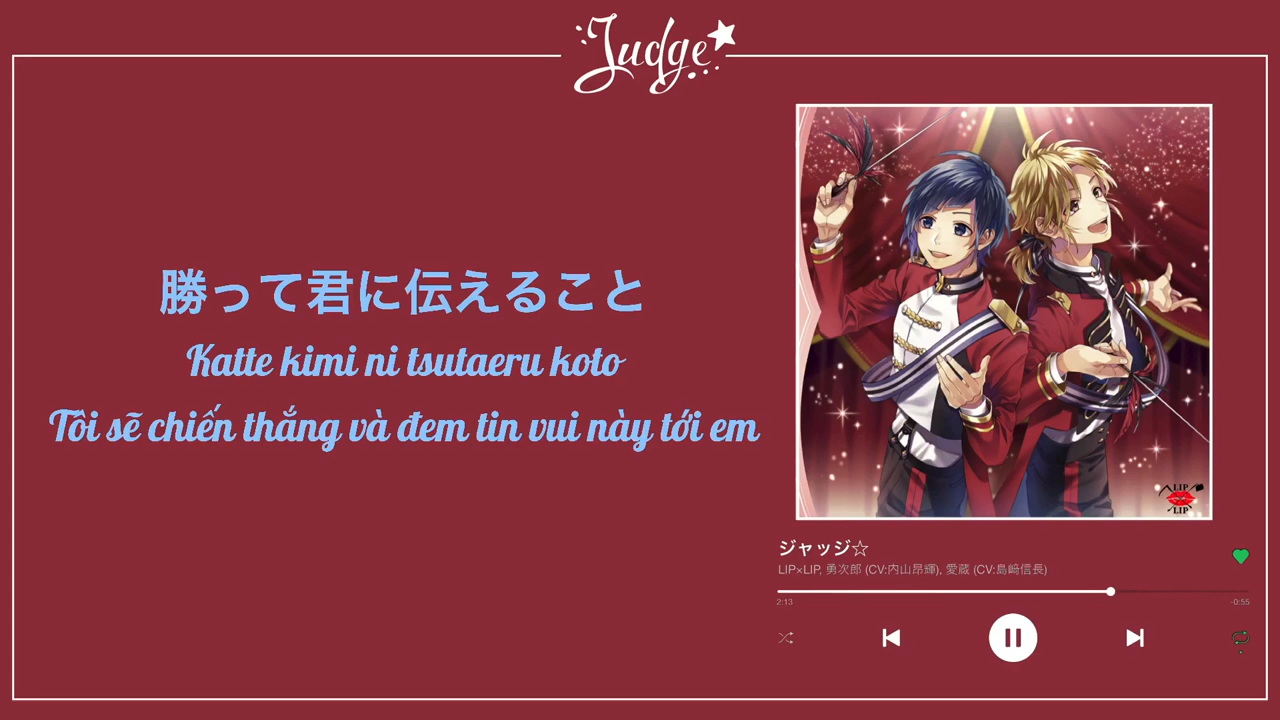 Judge
勝って君に伝えること
Katte kimi ni tsutaeru koto
Tôi sẽ chiến thắng và đem tin vui này tới em
LIP
LIP
ジャッジ☆
LIP×LIP, 勇次郎 (CV:内山昂輝), 愛蔵 (CV:島﨑信長)
2:13
-0:55